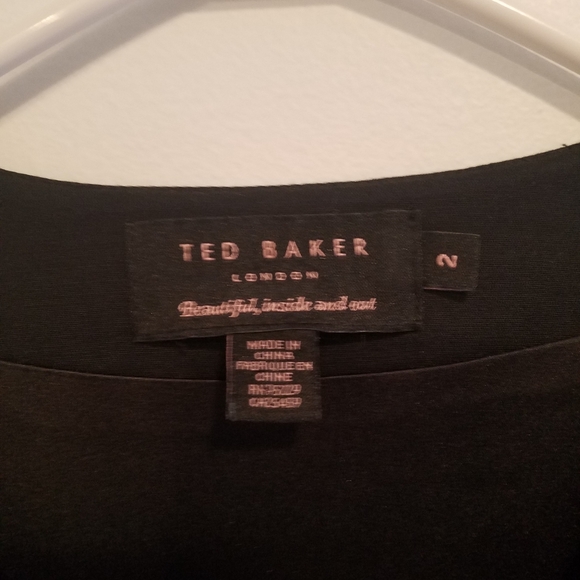 TED BAKER
LONDON
Beautiful, inside and out
2
MADE IN
CHINA
FABRIQUE EN
CHINE